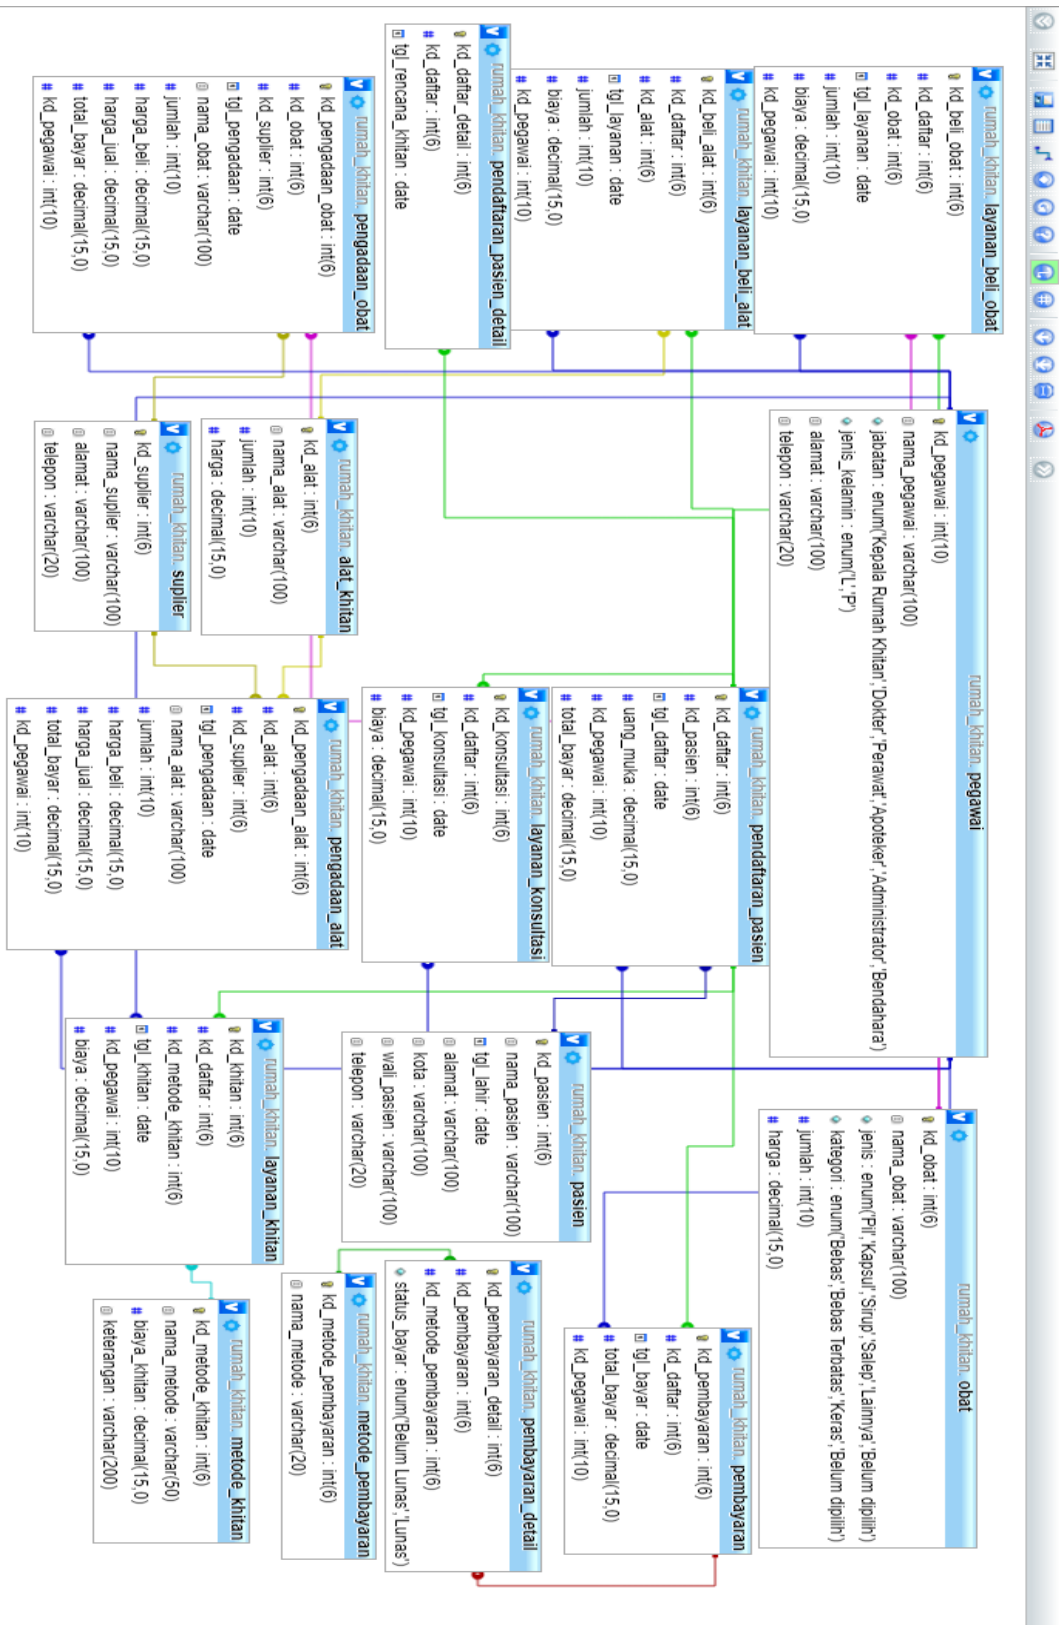 rumah_khitan. layanan_beli_obat
kd_beli_obat : int(6)
kd_daftar : int(6)
kd_obat : int(6)
tgl_layanan : date
jumlah : int(10)
biaya : decimal(15,0)
kd_pegawai : int(10)
rumah_khitan. layanan_beli_alat
kd_beli_alat : int(6)
kd_daftar : int(6)
kd_alat : int(6)
tgl_layanan : date
jumlah : int(10)
biaya : decimal(15,0)
kd_pegawai : int(10)
rumah_khitan. pendaftaran_pasien_detail
kd_daftar_detail : int(6)
kd_daftar : int(6)
tgl_rencana_khitan : date
rumah_khitan. pengadaan_obat
kd_pengadaan_obat : int(6)
kd_obat : int(6)
kd_suplier : int(6)
tgl_pengadaan : date
nama_obat : varchar(100)
jumlah : int(10)
harga_beli : decimal(15,0)
harga_jual : decimal(15,0)
total_bayar : decimal(15,0)
kd_pegawai : int(10)
rumah_khitan. pegawai
kd_pegawai : int(10)
nama_pegawai : varchar(100)
jabatan : enum('Kepala Rumah Khitan','Dokter','Perawat','Apoteker','Administrator','Bendahara')
jenis_kelamin : enum('L','P')
alamat : varchar(100)
telepon : varchar(20)
rumah_khitan. alat_khitan
kd_alat : int(6)
nama_alat : varchar(100)
jumlah : int(10)
harga : decimal(15,0)
rumah_khitan. suplier
kd_suplier : int(6)
nama_suplier : varchar(100)
alamat : varchar(100)
telepon : varchar(20)
rumah_khitan. pendaftaran_pasien
kd_daftar : int(6)
kd_pasien : int(6)
tgl_daftar : date
uang_muka : decimal(15,0)
kd_pegawai : int(10)
total_bayar : decimal(15,0)
rumah_khitan. layanan_konsultasi
kd_konsultasi : int(6)
kd_daftar : int(6)
tgl_konsultasi : date
kd_pegawai : int(10)
biaya : decimal(15,0)
rumah_khitan. pengadaan_alat
kd_pengadaan_alat : int(6)
kd_alat : int(6)
kd_suplier : int(6)
tgl_pengadaan : date
nama_alat : varchar(100)
jumlah : int(10)
harga_beli : decimal(15,0)
harga_jual : decimal(15,0)
total_bayar : decimal(15,0)
kd_pegawai : int(10)
rumah_khitan. pasien
kd_pasien : int(6)
nama_pasien : varchar(100)
tgl_lahir : date
alamat : varchar(100)
kota : varchar(100)
wali_pasien : varchar(100)
telepon : varchar(20)
rumah_khitan. layanan_khitan
kd_khitan : int(6)
kd_daftar : int(6)
kd_metode_khitan : int(6)
tgl_khitan : date
kd_pegawai : int(10)
biaya : decimal(15,0)
rumah_khitan. obat
kd_obat : int(6)
nama_obat : varchar(100)
jenis : enum('Pil','Kapsul','Sirup','Salep','Lainnya','Belum dipilih')
kategori : enum('Bebas','Bebas Terbatas','Keras','Belum dipilih')
jumlah : int(10)
harga : decimal(15,0)
rumah_khitan. pembayaran
kd_pembayaran : int(6)
kd_daftar : int(6)
tgl_bayar : date
total_bayar : decimal(15,0)
kd_pegawai : int(10)
rumah_khitan. pembayaran_detail
kd_pembayaran_detail : int(6)
kd_pembayaran : int(6)
kd_metode_pembayaran : int(6)
status_bayar : enum('Belum Lunas','Lunas')
rumah_khitan. metode_pembayaran
kd_metode_pembayaran : int(6)
nama_metode : varchar(20)
rumah_khitan. metode_khitan
kd_metode_khitan : int(6)
nama_metode : varchar(50)
biaya_khitan : decimal(15,0)
keterangan : varchar(200)